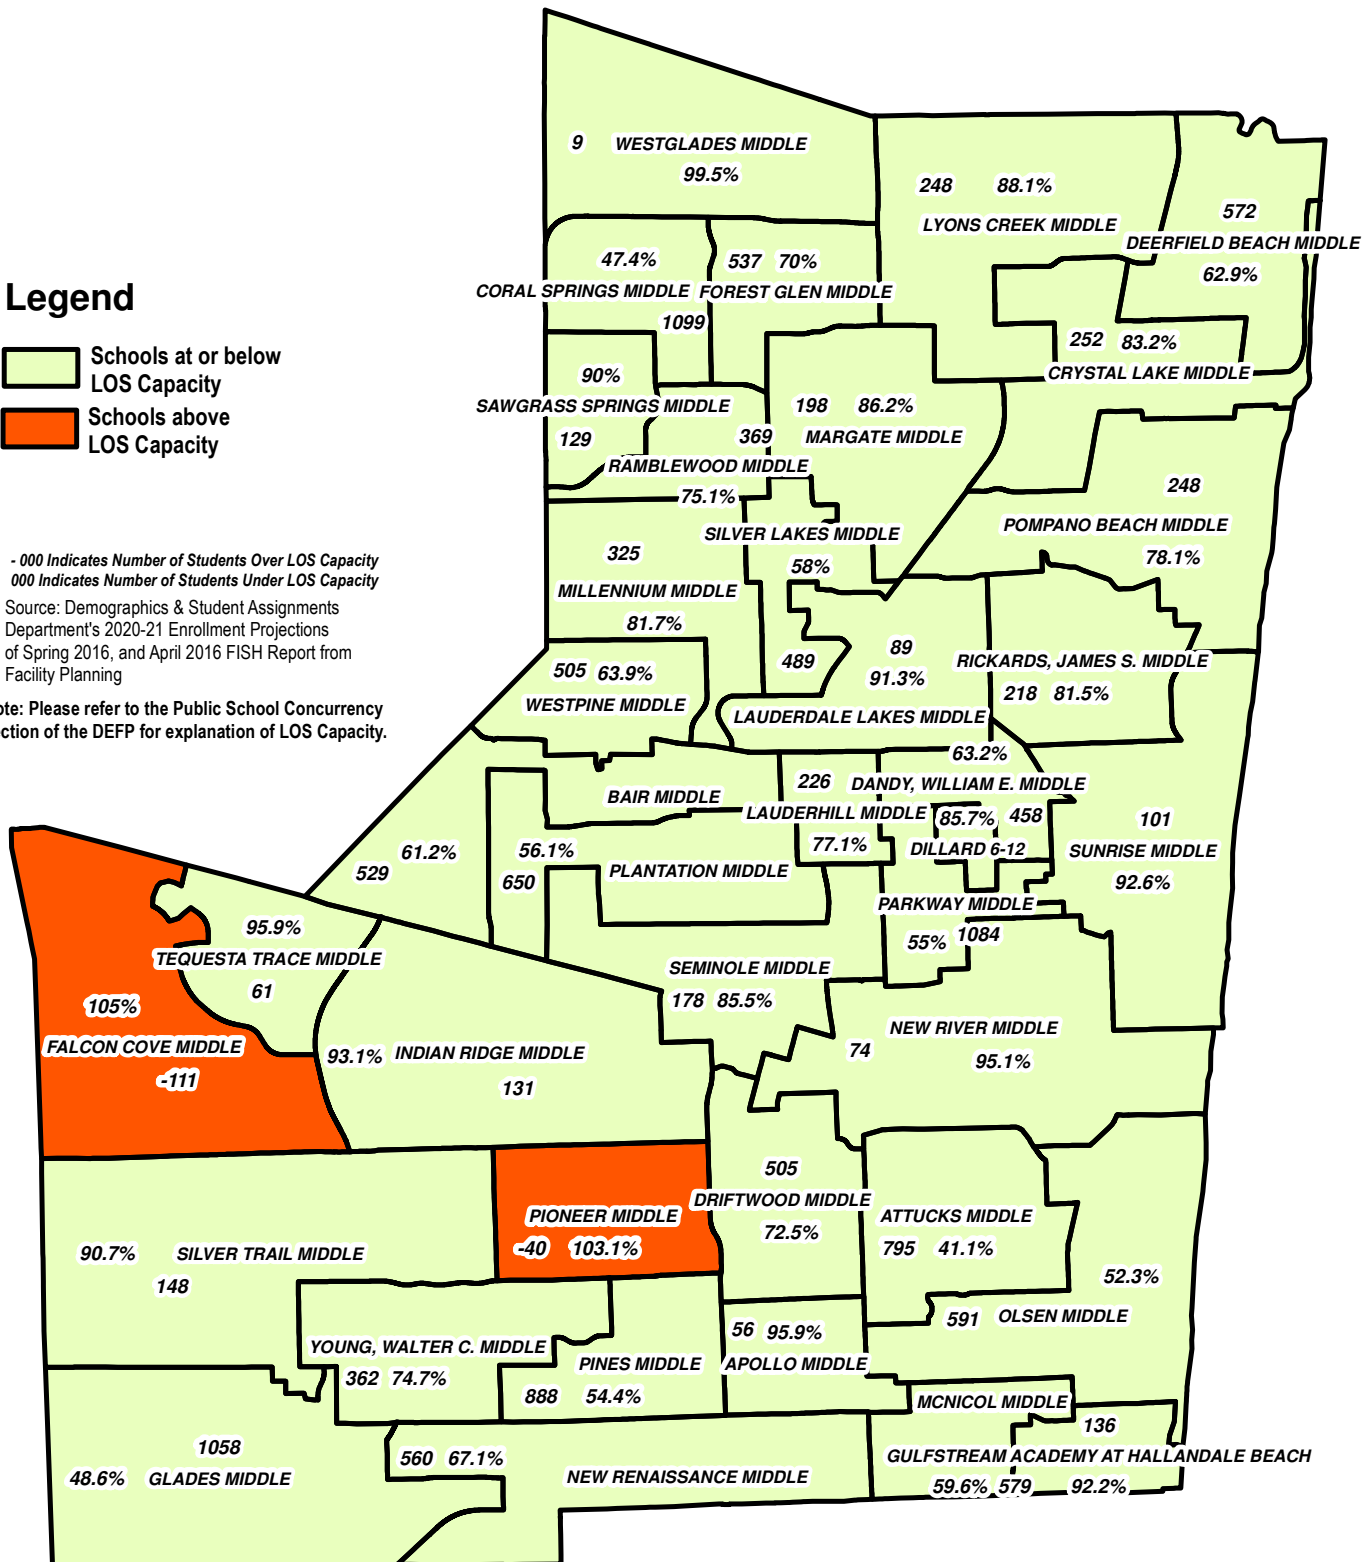 9 WESTGLADES MIDDLE
99.5%
248 88.1%
LYONS CREEK MIDDLE
572
DEERFIELD BEACH MIDDLE
62.9%
47.4%
CORAL SPRINGS MIDDLE
1099
537 70%
FOREST GLEN MIDDLE
252 83.2%
CRYSTAL LAKE MIDDLE
Legend
Schools at or below
LOS Capacity
Schools above
LOS Capacity
90%
SAWGRASS SPRINGS MIDDLE
129
198 86.2%
MARGATE MIDDLE
369
RAMBLEWOOD MIDDLE
75.1%
248
POMPANO BEACH MIDDLE
78.1%
SILVER LAKES MIDDLE
58%
489
325
MILLENNIUM MIDDLE
81.7%
- 000 Indicates Number of Students Over LOS Capacity
000 Indicates Number of Students Under LOS Capacity
Source: Demographics & Student Assignments
Department's 2020-21 Enrollment Projections
of Spring 2016, and April 2016 FISH Report from
Facility Planning
ote: Please refer to the Public School Concurrency
ction of the DEFP for explanation of LOS Capacity.
505 63.9%
WESTPINE MIDDLE
89
91.3%
LAUDERDALE LAKES MIDDLE
RICKARDS, JAMES S. MIDDLE
218 81.5%
63.2%
DANDY, WILLIAM E. MIDDLE
458
BAIR MIDDLE
61.2%
529
226
LAUDERHILL MIDDLE
77.1%
85.7%
DILLARD 6-12
101
SUNRISE MIDDLE
92.6%
56.1%
650
PLANTATION MIDDLE
PARKWAY MIDDLE
55% 1084
95.9%
TEQUESTA TRACE MIDDLE
61
SEMINOLE MIDDLE
178 85.5%
105%
FALCON COVE MIDDLE
-111
93.1% INDIAN RIDGE MIDDLE
131
NEW RIVER MIDDLE
74
95.1%
505
DRIFTWOOD MIDDLE
72.5%
PIONEER MIDDLE
-40 103.1%
ATTUCKS MIDDLE
795 41.1%
90.7% SILVER TRAIL MIDDLE
148
52.3%
591 OLSEN MIDDLE
YOUNG, WALTER C. MIDDLE
362 74.7%
PINES MIDDLE
888 54.4%
56 95.9%
APOLLO MIDDLE
MCNICOL MIDDLE
136
GULFSTREAM ACADEMY AT HALLANDALE BEACH
59.6% 579 92.2%
1058
48.6% GLADES MIDDLE
560 67.1%
NEW RENAISSANCE MIDDLE